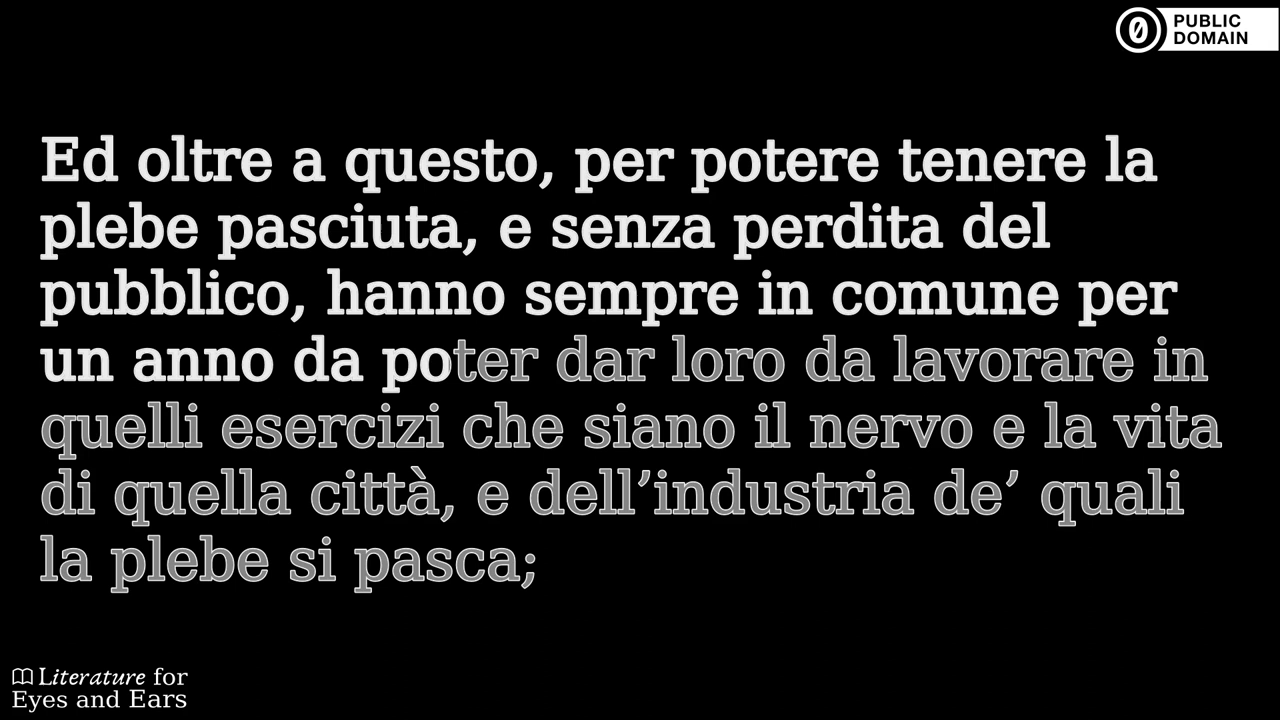 PUBLIC
DOMAIN
Ed oltre a questo, per potere tenere la
plebe pasciuta, e senza perdita del
pubblico, hanno sempre in comune per
un anno da poter dar loro da lavorare in
quelli esercizi che siano il nervo e la vita
di quella città, e dell’industria de’ quali
la plebe si pasca;
Literature for
Eyes and Ears